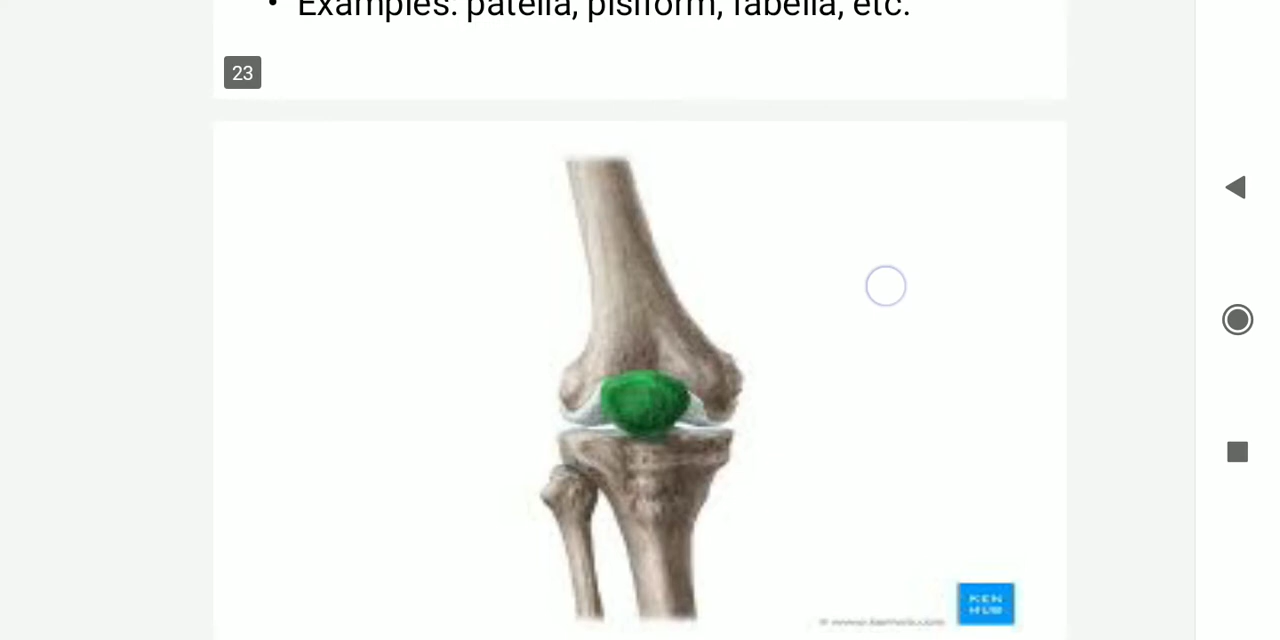 • Examples: patella, pisiform, fabella, etc.
23
KEN
HUB